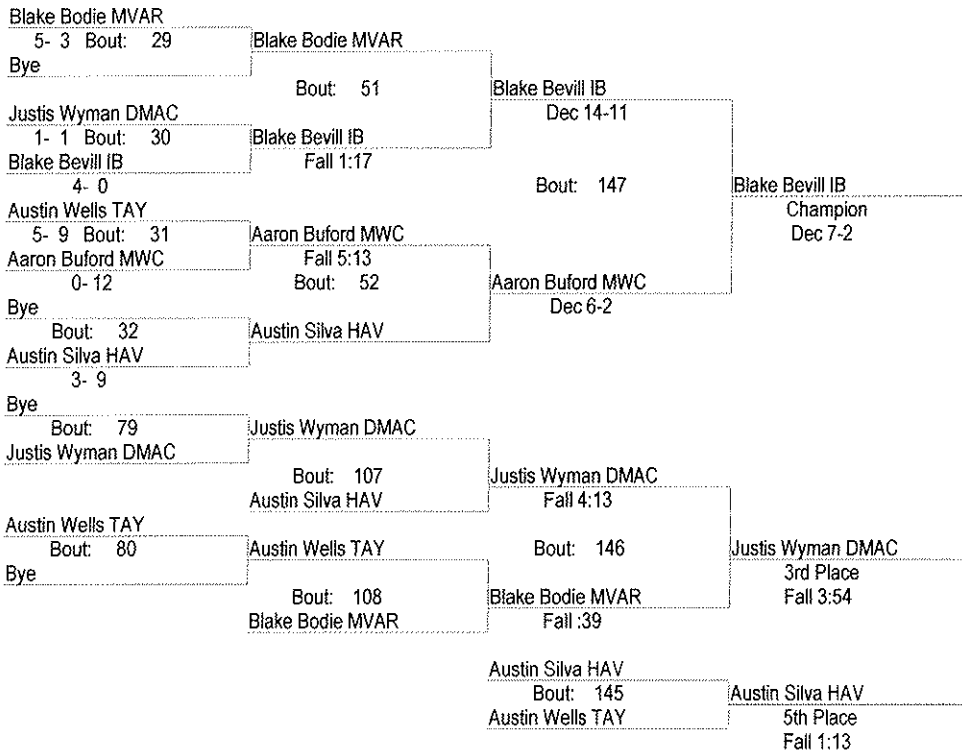 Blake Bodie MVAR
5- 3 Bout: 29
Blake Bodie MVAR
Bye
Bout: 51
Blake Bevill IB
Dec 14-11
Justis Wyman DMAC
1- 1 Bout: 30
Blake Bevill IB
Blake Bevill IB
Fall 1:17
4- 0
Bout: 147
Blake Bevill IB
Champion
Dec 7-2
Austin Wells TAY
5- 9 Bout: 31
Aaron Buford MWC
Aaron Buford MWC
Fall 5:13
0- 12
Bout: 52
Aaron Buford MWC
Dec 6-2
Bye
Bout: 32
Austin Silva HAV
Austin Silva HAV
3- 9
Bye
Bout: 79
Justis Wyman DMAC
Justis Wyman DMAC
Bout: 107
Justis Wyman DMAC
Austin Silva HAV
Fall 4:13
Austin Wells TAY
Bout: 80
Austin Wells TAY
Bout: 146
Justis Wyman DMAC
Bye
3rd Place
Bout: 108
Blake Bodie MVAR
Fall 3:54
Blake Bodie MVAR
Fall :39
Austin Silva HAV
Bout: 145
Austin Silva HAV
Austin Wells TAY
5th Place
Fall 1:13